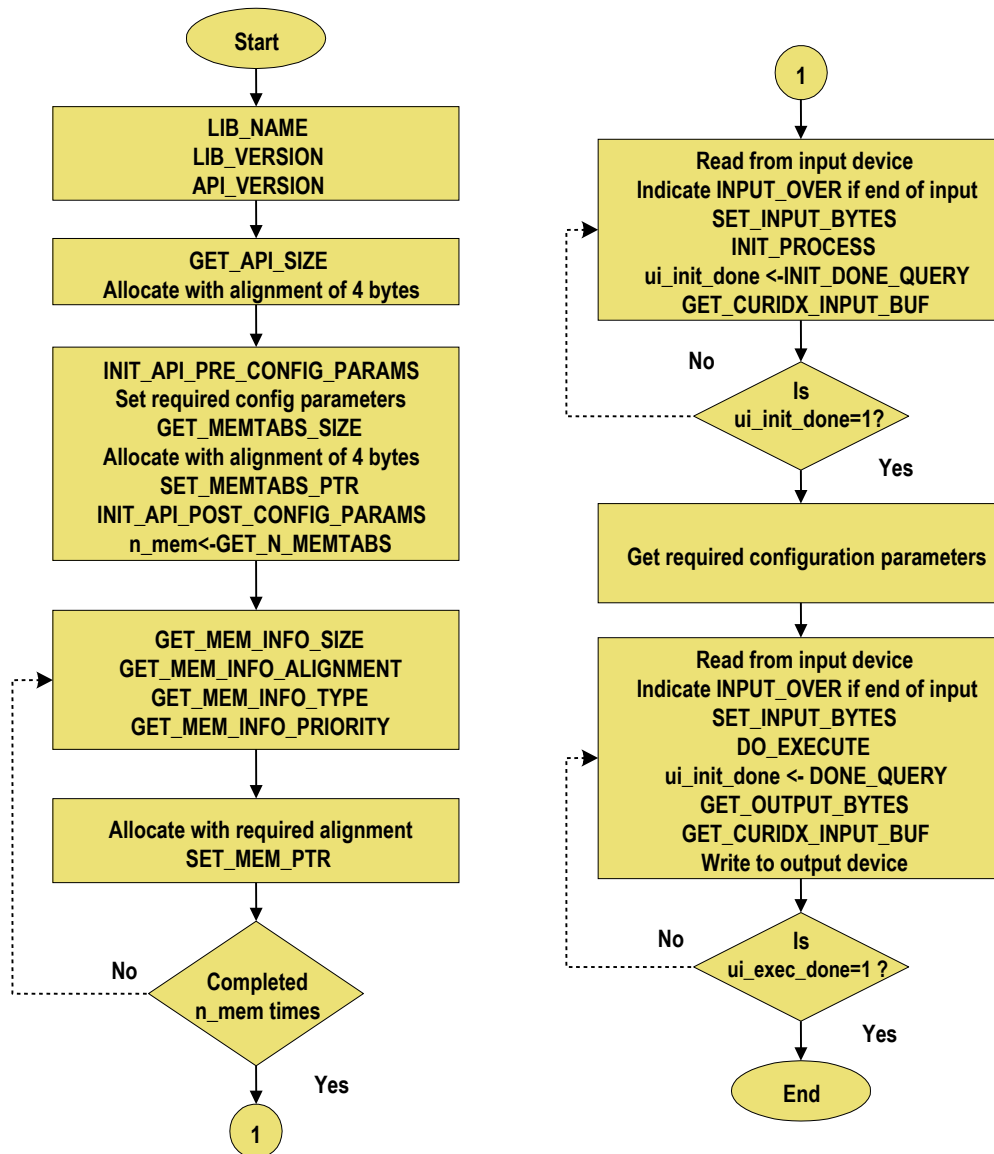 Start
LIB_NAME
LIB_VERSION
API_VERSION
GET_API_SIZE
Allocate with alignment of 4 bytes
INIT_API_PRE_CONFIG_PARAMS
Set required config parameters
GET_MEMTABS_SIZE
Allocate with alignment of 4 bytes
SET_MEMTABS_PTR
INIT_API_POST_CONFIG_PARAMS
n_mem<-GET_N_MEMTABS
GET_MEM_INFO_SIZE
GET_MEM_INFO_ALIGNMENT
GET_MEM_INFO_TYPE
GET_MEM_INFO_PRIORITY
Allocate with required alignment
SET_MEM_PTR
No
Completed
n_mem times
Yes
1
1
Read from input device
Indicate INPUT_OVER if end of input
SET_INPUT_BYTES
INIT_PROCESS
ui_init_done <-INIT_DONE_QUERY
GET_CURIDX_INPUT_BUF
No
Is
ui_init_done=1?
Yes
Get required configuration parameters
Read from input device
Indicate INPUT_OVER if end of input
SET_INPUT_BYTES
DO_EXECUTE
ui_init_done <- DONE_QUERY
GET_OUTPUT_BYTES
GET_CURIDX_INPUT_BUF
Write to output device
No
Is
ui_exec_done=1 ?
Yes
End